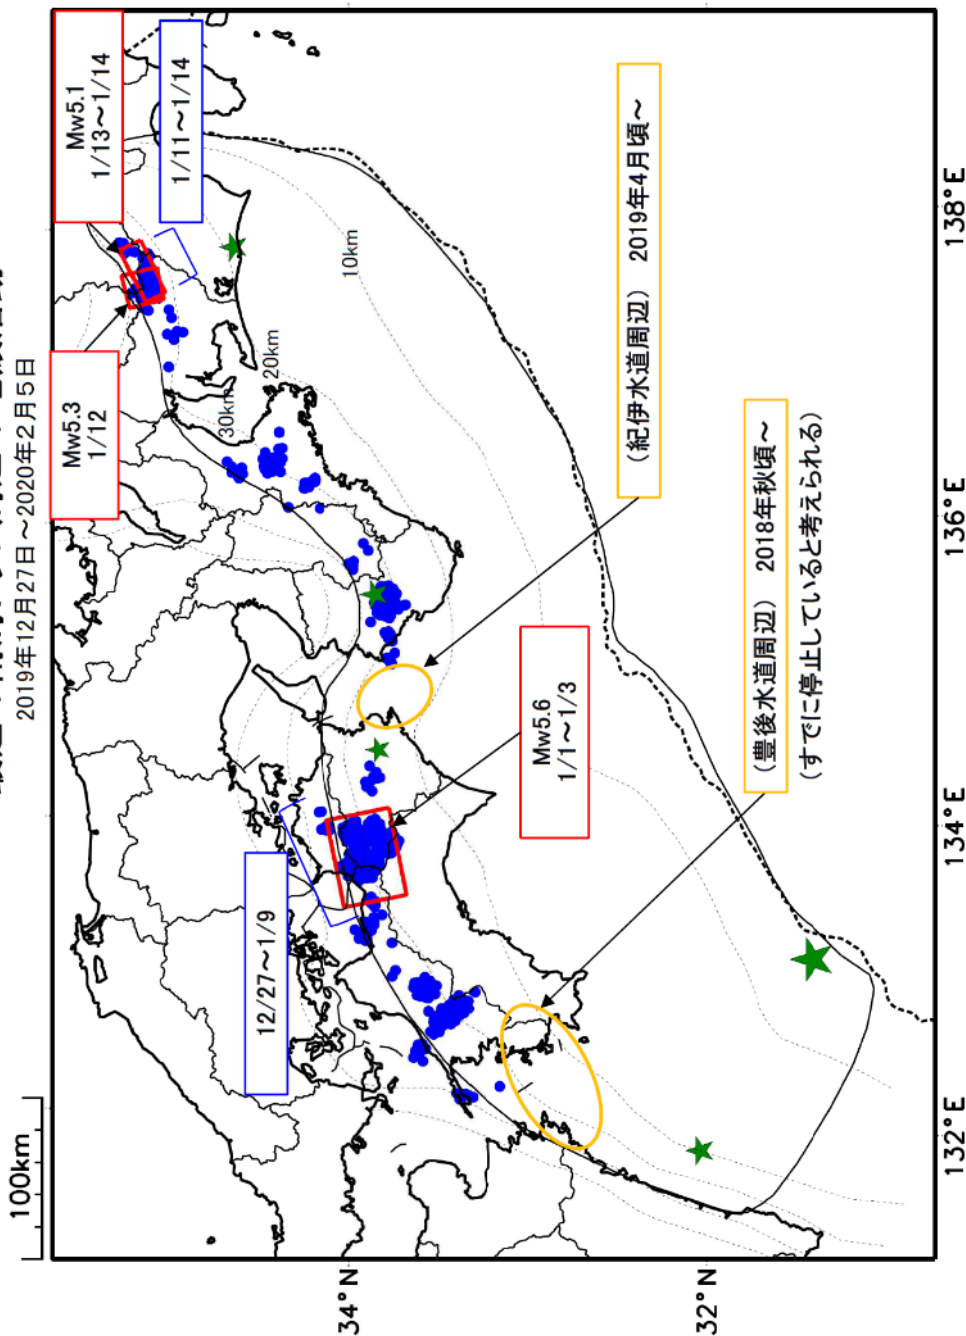 2019年12月27日～2020年2月5日
100km
Mw5.3
1/12
Mw5.1
1/13～1/14
1/11～1/14
12/27～1/9
30km
20km
10km
Mw5.6
1/1～1/3
(紀伊水道周辺) 2019年4月頃～
(豊後水道周辺) 2018年秋頃～
(すでに停止していると考えられる)
34°N
32°N
132°E
134°E
136°E
138°E